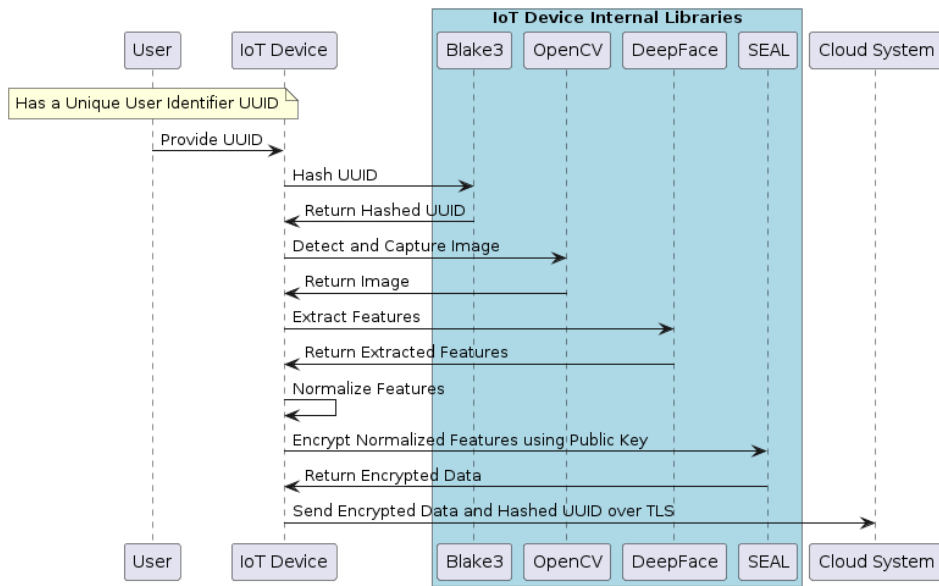 IoT Device Internal Libraries
User
IoT Device
Blake3
OpenCV
DeepFace
SEAL
Cloud System
Has a Unique User Identifier UUID
Provide UUID
Hash UUID
Return Hashed UUID
Detect and Capture Image
Return Image
Extract Features
Return Extracted Features
Normalize Features
Encrypt Normalized Features using Public Key
Return Encrypted Data
Send Encrypted Data and Hashed UUID over TLS
User
IoT Device
Blake3
OpenCV
DeepFace
SEAL
Cloud System